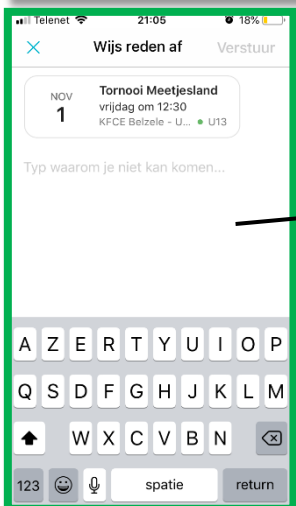 Telenet 21:05 18%
Wijs reden af Verstuur
NOV
1
Tornooi Meetjesland
vrijdag om 12:30
KFCE Belzele - U... U13
Typ waarom je niet kan komen...
A Z E R T Y U I O P
Q S D F G H J K L M
W X C V B N
123 spatie return